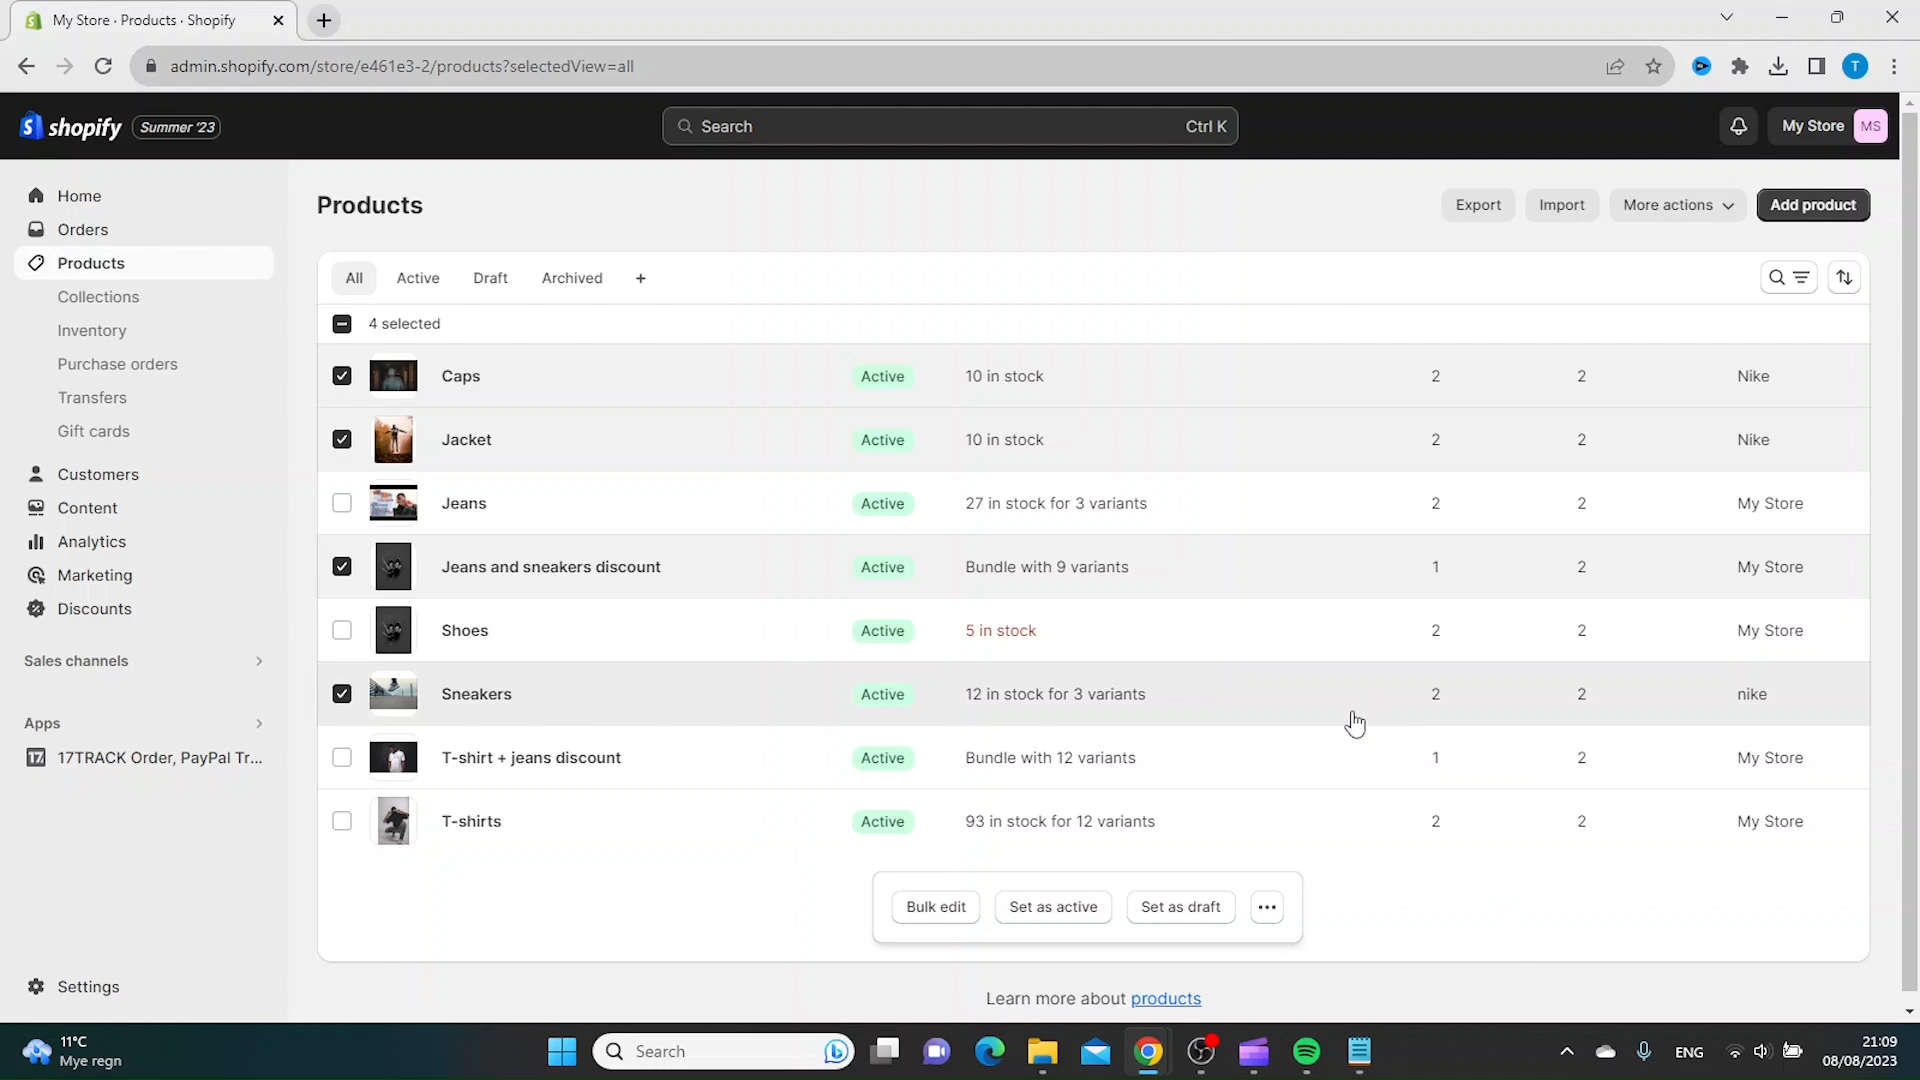 My Store · Products · Shopify
admin.shopify.com/store/e461e3-2/products?selectedView=all
T
shopify
Summer '23
Search
Ctrl K
My Store
MS
Home
Orders
Products
Collections
Inventory
Purchase orders
Transfers
Gift cards
Customers
Content
Analytics
Marketing
Discounts
Sales channels
Apps
17
17TRACK Order, PayPal Tr...
Settings
Products
Export
Import
More actions
Add product
All
Active
Draft
Archived
+
4 selected
Caps Active 10 in stock 2 2 Nike
Jacket Active 10 in stock 2 2 Nike
Jeans Active 27 in stock for 3 variants 2 2 My Store
Jeans and sneakers discount Active Bundle with 9 variants 1 2 My Store
Shoes Active 5 in stock 2 2 My Store
Sneakers Active 12 in stock for 3 variants 2 2 nike
T-shirt + jeans discount Active Bundle with 12 variants 1 2 My Store
T-shirts Active 93 in stock for 12 variants 2 2 My Store
Bulk edit
Set as active
Set as draft
Learn more about products
11°C
Mye regn
Search
ENG
21:09
08/08/2023